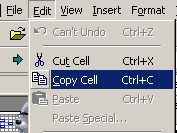 File Edit View Insert Format
Can't Undo Ctrl+Z
Cut Cell Ctrl+X
Copy Cell Ctrl+C
Paste Ctrl+V
Paste Special...